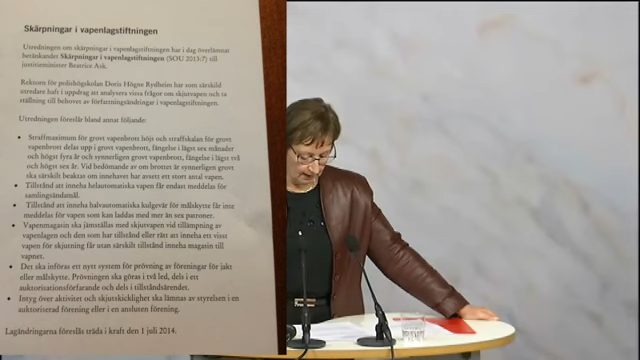 Skärpningar i vapenlagstiftningen
Utredningen om skärpningar i vapenlagstiftningen har i dag överlämnat
betänkandet Skärpningar i vapenlagstiftningen (SOU 2013:7) till
justitieminister Beatrice Ask.
Rektorn för polishögskolan Doris Högne Rydheim har som särskild
utredare haft i uppdrag att analysera vissa frågor om skjutvapen och ta
ställning till behovet av författningsändringar i vapenlagstiftningen.
Utredningen föreslår bland annat följande:
• Straffmaximum för grovt vapenbrott höjs och straffskalan för grovt
vapenbrott delas upp i grovt vapenbrott, fängelse i lägst sex månader
och högst fyra år och synnerligen grovt vapenbrott, fängelse i lägst två
och högst sex år. Vid bedömande av om brottet är synnerligen grovt
ska särskilt beaktas om innehavet har avsett ett stort antal vapen.
• Tillstånd att inneha helautomatiska vapen får endast meddelas för
samlingsändamål.
• Tillstånd att inneha halvautomatiska kulgevär för målskytte får inte
meddelas för vapen som kan laddas med mer än sex patroner.
• Vapenmagasin ska jämställas med skjutvapen vid tillämpning av
vapenlagen och den som har tillstånd eller rätt att inneha ett visst
vapen för skjutning får utan särskilt tillstånd inneha magasin till
vapnet.
• Det ska införas ett nytt system för prövning av föreningar för jakt
eller målskytte. Prövningen ska göras i två led, dels i ett
auktorisationsförfarande och dels i tillståndsärendet.
• Intyg över aktivitet och skjutskicklighet ska lämnas av styrelsen i en
auktoriserad förening eller i en ansluten förening.
Lagändringarna föreslås träda i kraft den 1 juli 2014.